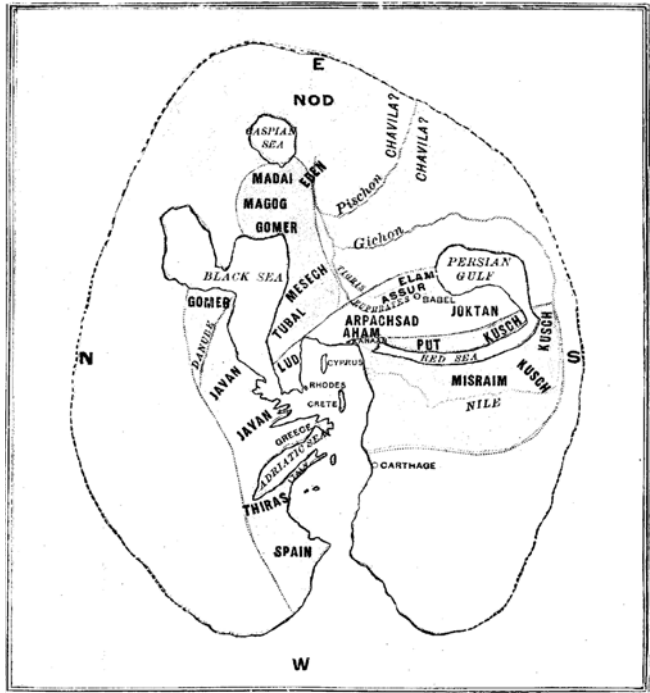 E
NOD
CASPIAN
SEA
CHAVILA?
CHAVILA?
MADAI
EDEN
MAGOG
Pischon
GOMER
Gichon
BLACK SEA
TIGRIS
PERSIAN
GULF
ELAM
ASSUR
MESECH
GOMER
EUPHRATES
BABEL
JOKTAN
TUBAL
ARPACHSAD
AHAM
KANAAN
PUT
KUSCH
KUSCH
DANUBE
N
S
LUD
CYPRUS
RED SEA
JAVAN
RHODES
MISRAIM
KUSCH
CRETE
NILE
JAVAN
GREECE
ADRIATIC SEA
ITALY
CARTHAGE
THIRAS
SPAIN
W